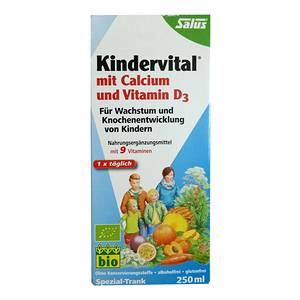 Salus
Kindervital®
mit Calcium
und Vitamin D3
Für Wachstum und
Knochenentwicklung
von Kindern
Nahrungsergänzungsmittel
mit 9 Vitaminen
1 x täglich
bio
Ohne Konservierungsstoffe - alkoholfrei - glutenfrei
Spezial-Trank 250 ml